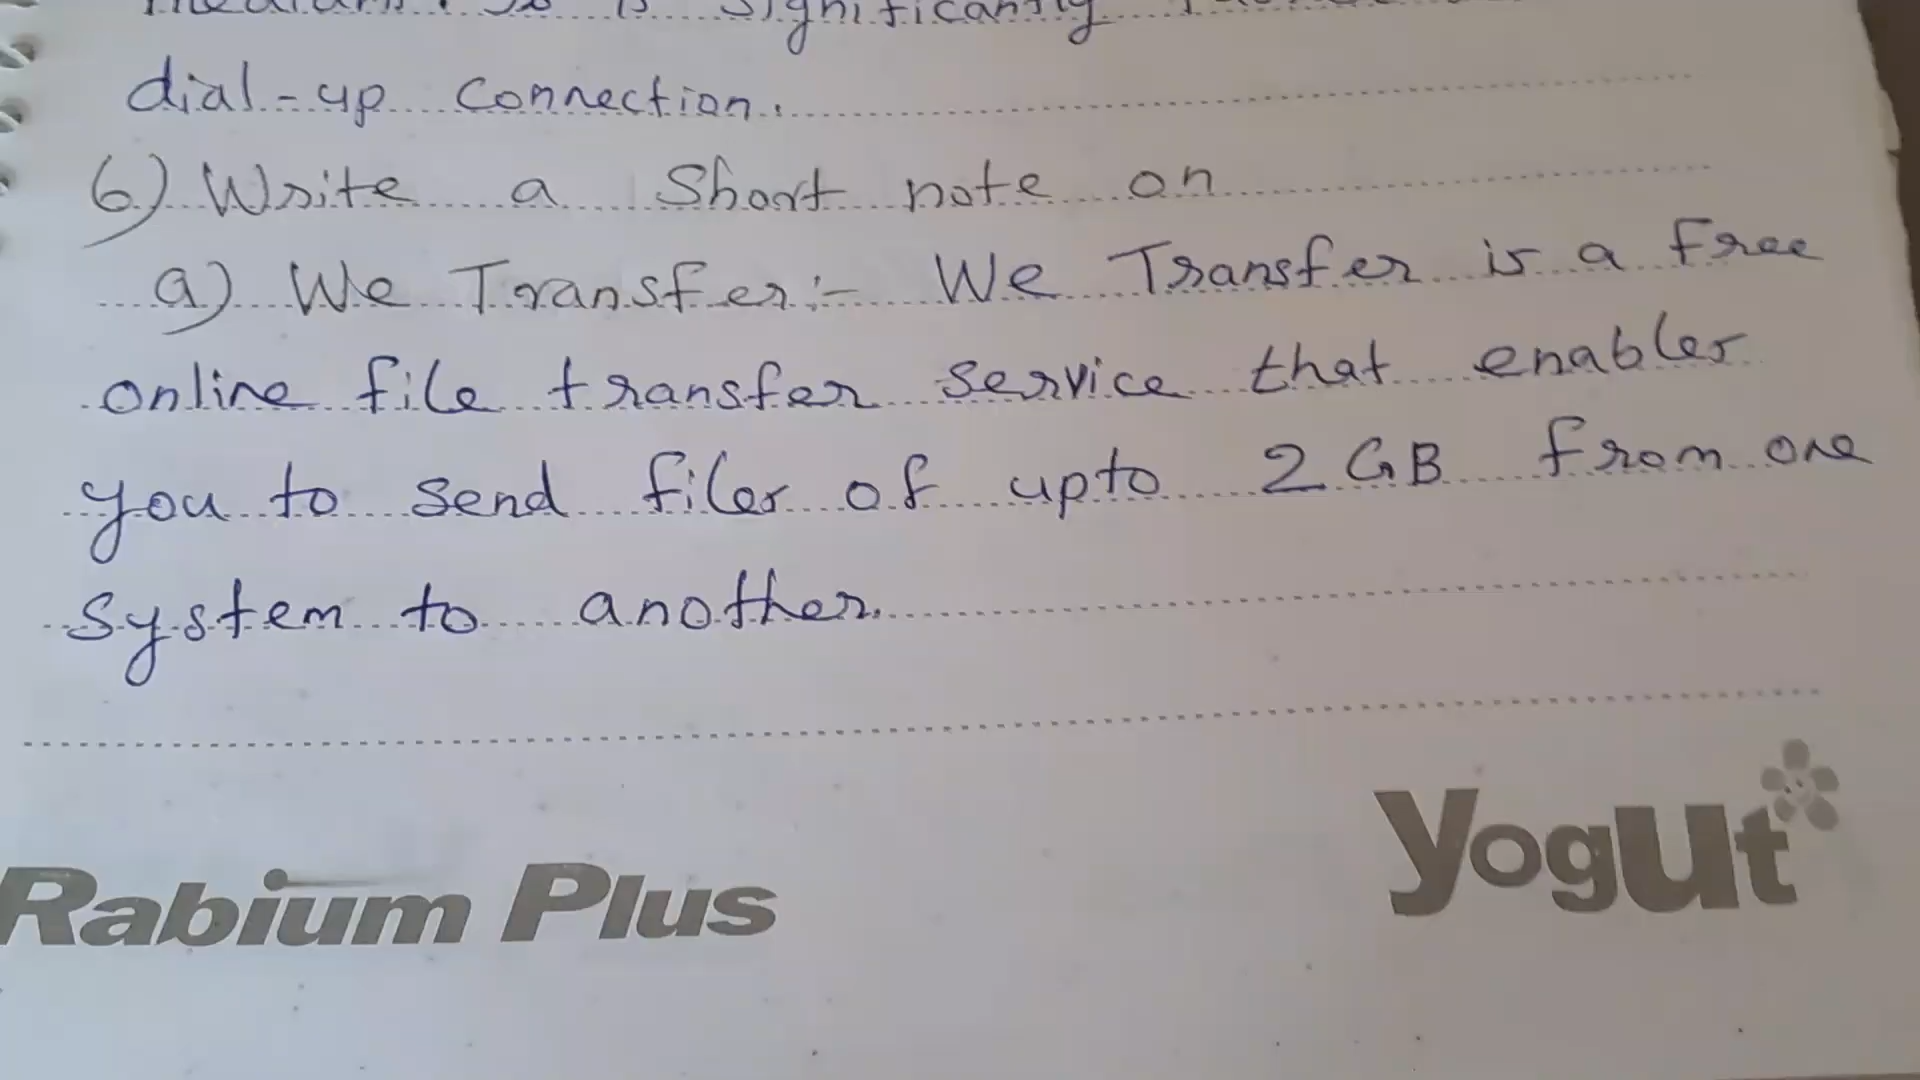 significantly
dial-up connection.
6) Write a Short note on
a) We Transfer:- We Transfer is a free
online file transfer service that enables
you to send files of upto 2 GB from one
system to another.
Rabium Plus
yogut